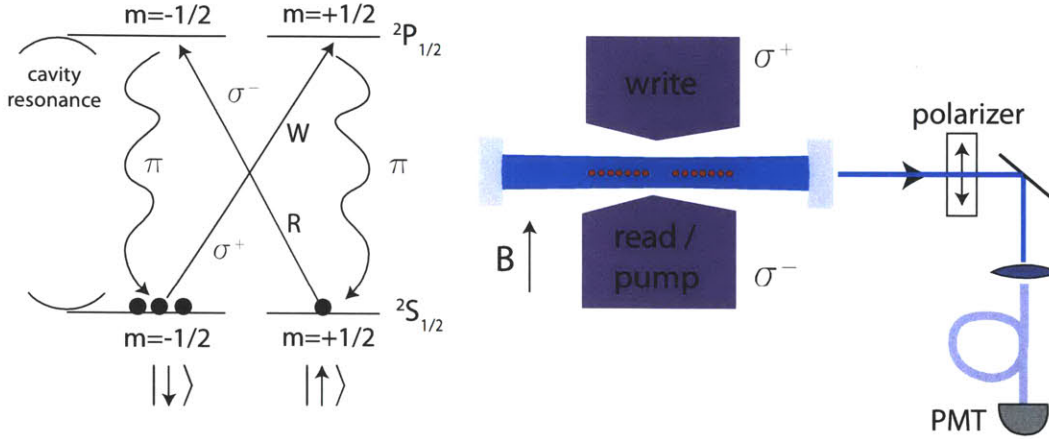 m=-1/2 m=+1/2 ²P₁/₂
cavity
resonance
σ⁻
W
π
π
R
σ⁺
²S₁/₂
m=-1/2 m=+1/2
|↓⟩ |↑⟩
σ⁺
write
polarizer
B
read /
pump
σ⁻
PMT